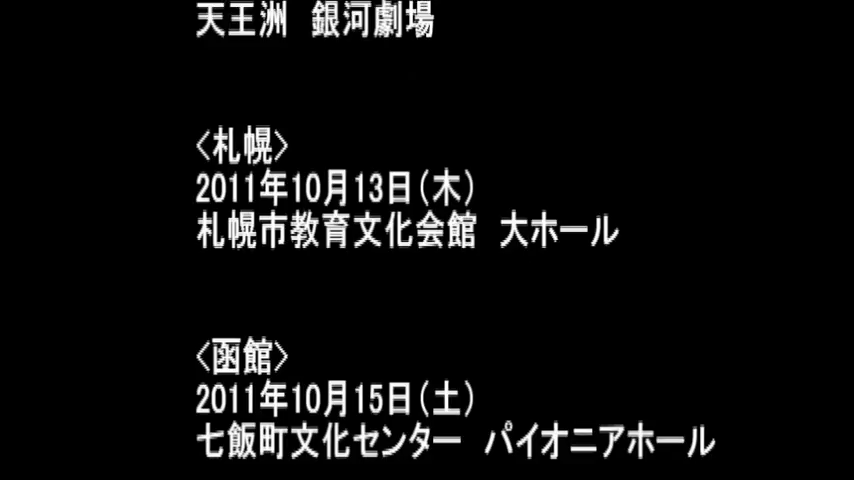 天王洲　銀河劇場
〈札幌〉
2011年10月13日(木)
札幌市教育文化会館　大ホール
〈函館〉
2011年10月15日(土)
七飯町文化センター　パイオニアホール